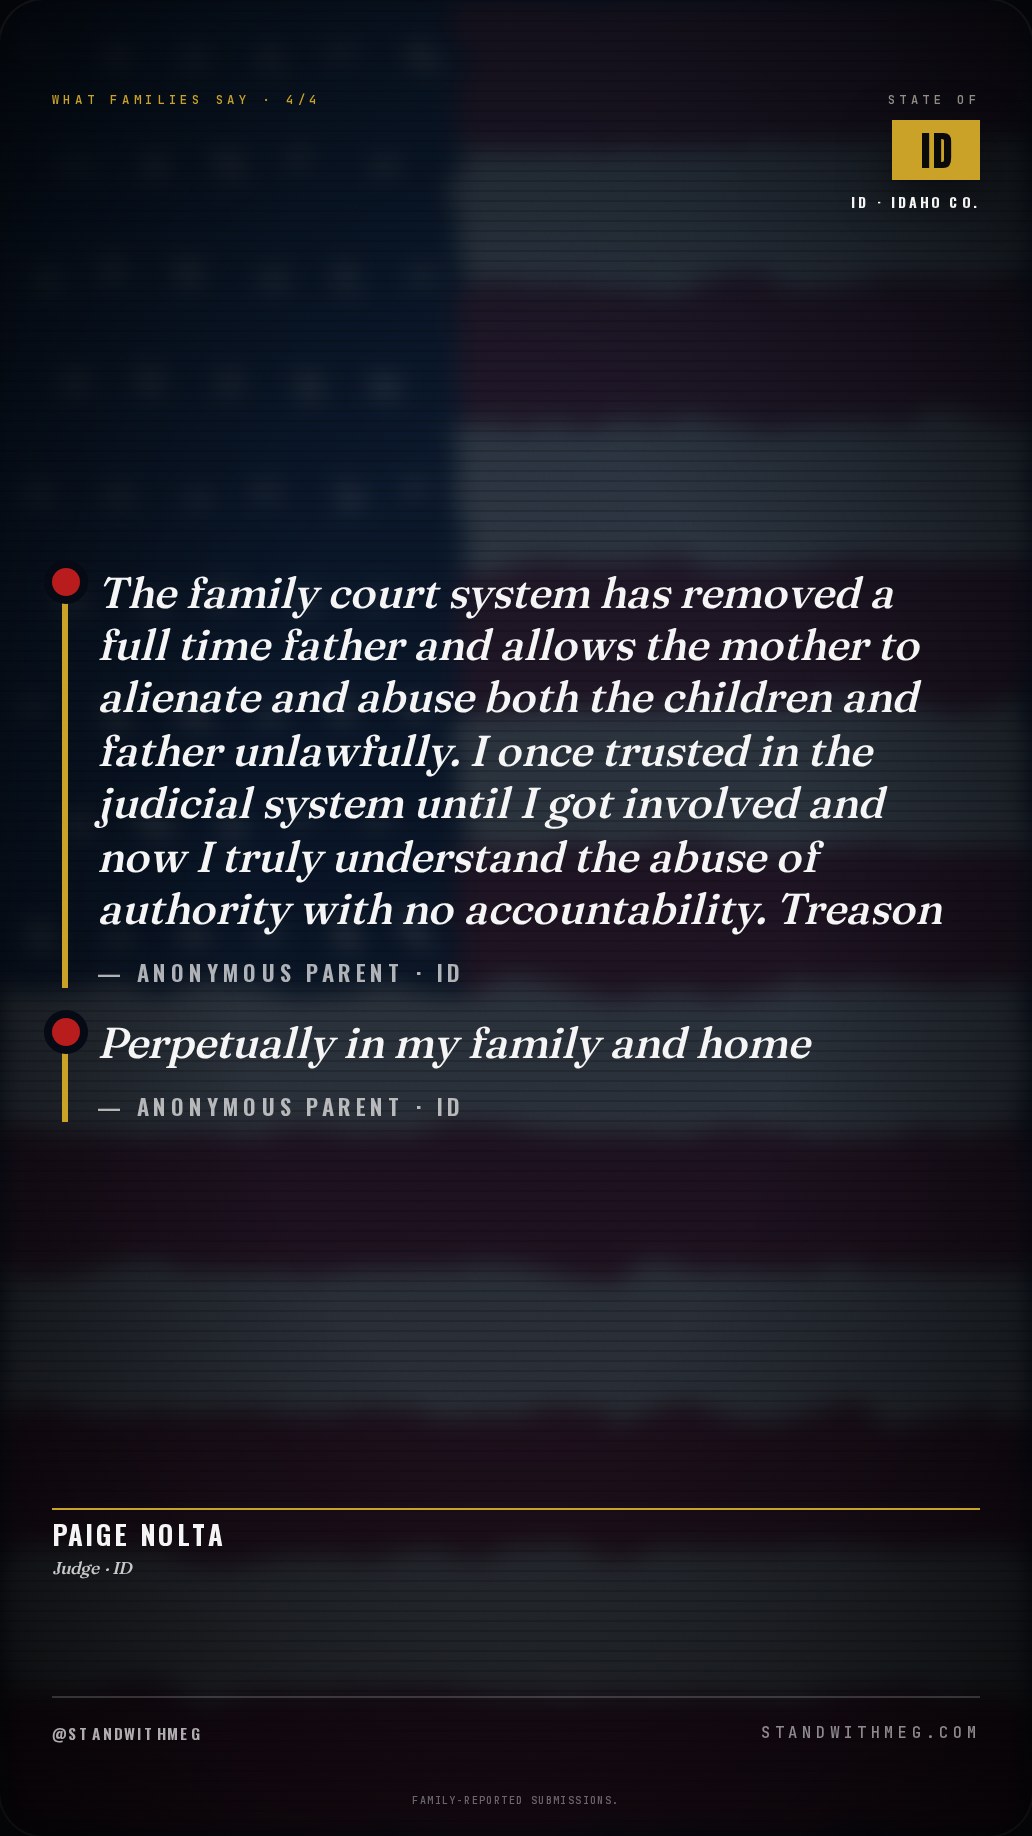 WHAT FAMILIES SAY · 4/4
STATE OF
ID
ID · IDAHO CO.
The family court system has removed a
full time father and allows the mother to
alienate and abuse both the children and
father unlawfully. I once trusted in the
judicial system until I got involved and
now I truly understand the abuse of
authority with no accountability. Treason
— ANONYMOUS PARENT · ID
Perpetually in my family and home
— ANONYMOUS PARENT · ID
PAIGE NOLTA
Judge · ID
@STANDWITHMEG
STANDWITHMEG.COM
FAMILY-REPORTED SUBMISSIONS.